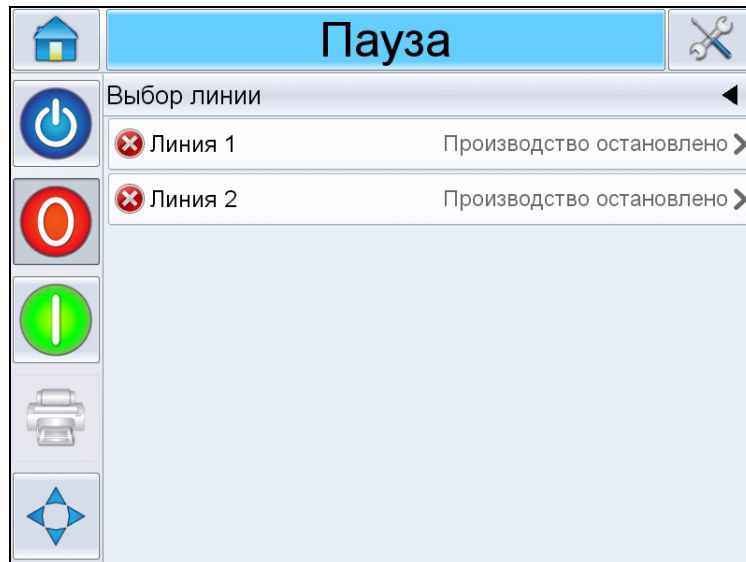 Пауза
Выбор линии
Линия 1 Производство остановлено
Линия 2 Производство остановлено